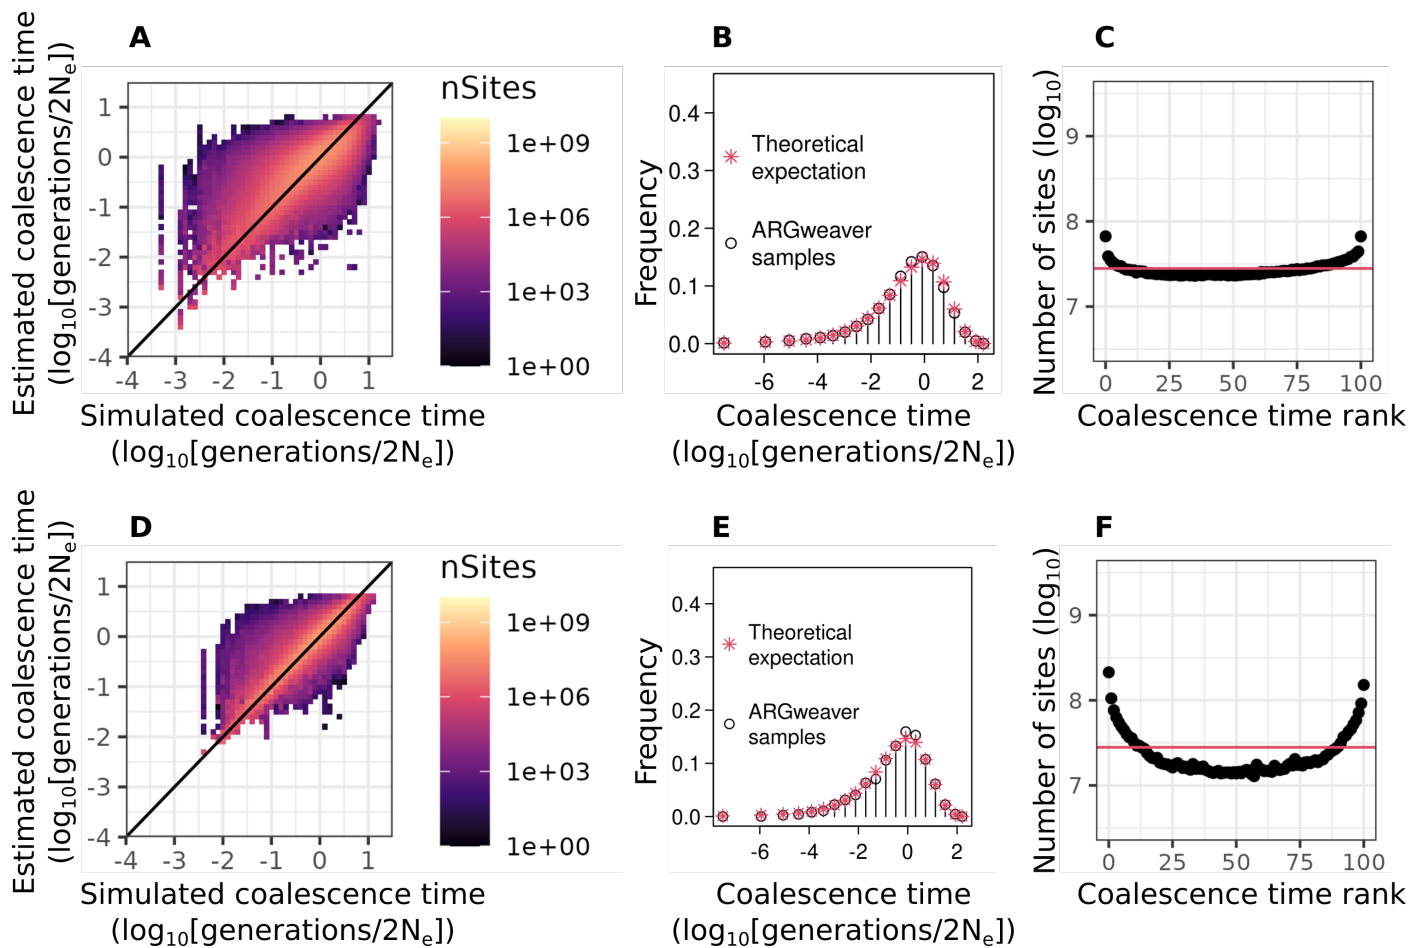 A
Estimated coalescence time
(log10[generations/2Ne])
1
0
-1
-2
-3
-4
-4 -3 -2 -1 0 1
Simulated coalescence time
(log10[generations/2Ne])
nSites
1e+09
1e+06
1e+03
1e+00
B
Frequency
0.4
0.3
0.2
0.1
0.0
Theoretical
expectation
ARGweaver
samples
-6 -4 -2 0 2
Coalescence time
(log10[generations/2Ne])
C
Number of sites (log10)
9
8
7
0 25 50 75 100
Coalescence time rank
D
Estimated coalescence time
(log10[generations/2Ne])
1
0
-1
-2
-3
-4
-4 -3 -2 -1 0 1
Simulated coalescence time
(log10[generations/2Ne])
nSites
1e+09
1e+06
1e+03
1e+00
E
Frequency
0.4
0.3
0.2
0.1
0.0
Theoretical
expectation
ARGweaver
samples
-6 -4 -2 0 2
Coalescence time
(log10[generations/2Ne])
F
Number of sites (log10)
9
8
7
0 25 50 75 100
Coalescence time rank